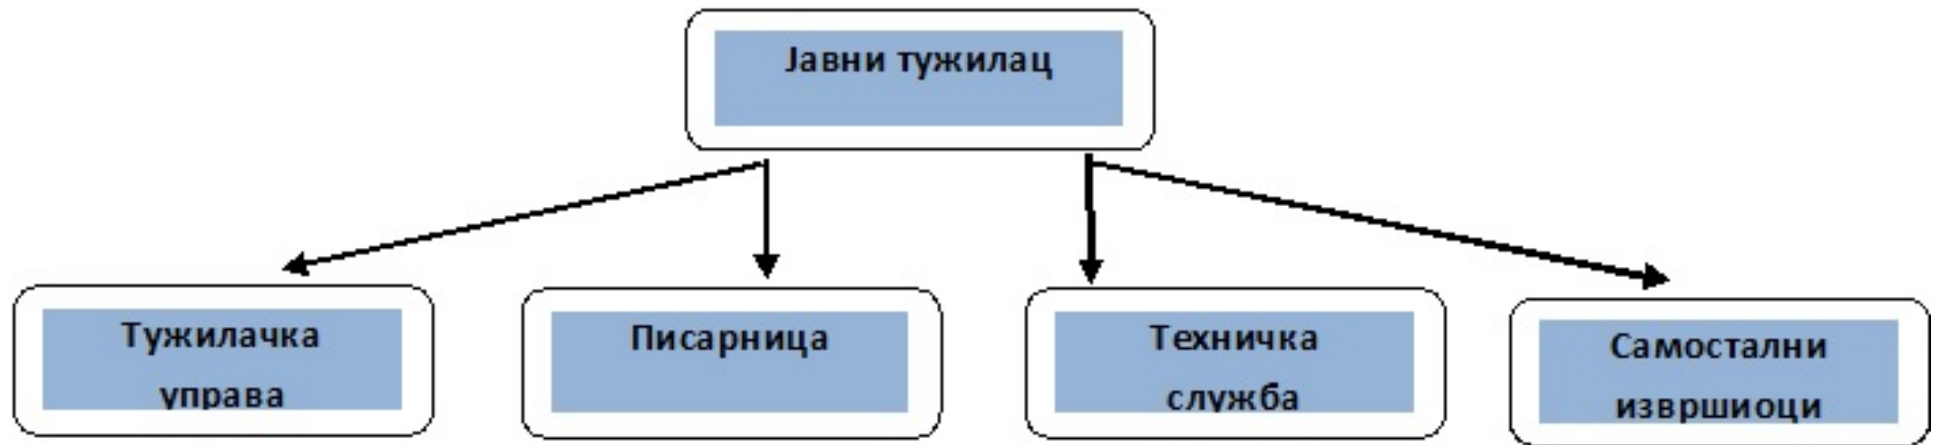 Јавни тужилац
Тужилачка
управа
Писарница
Техничка
служба
Самостални
извршиоци